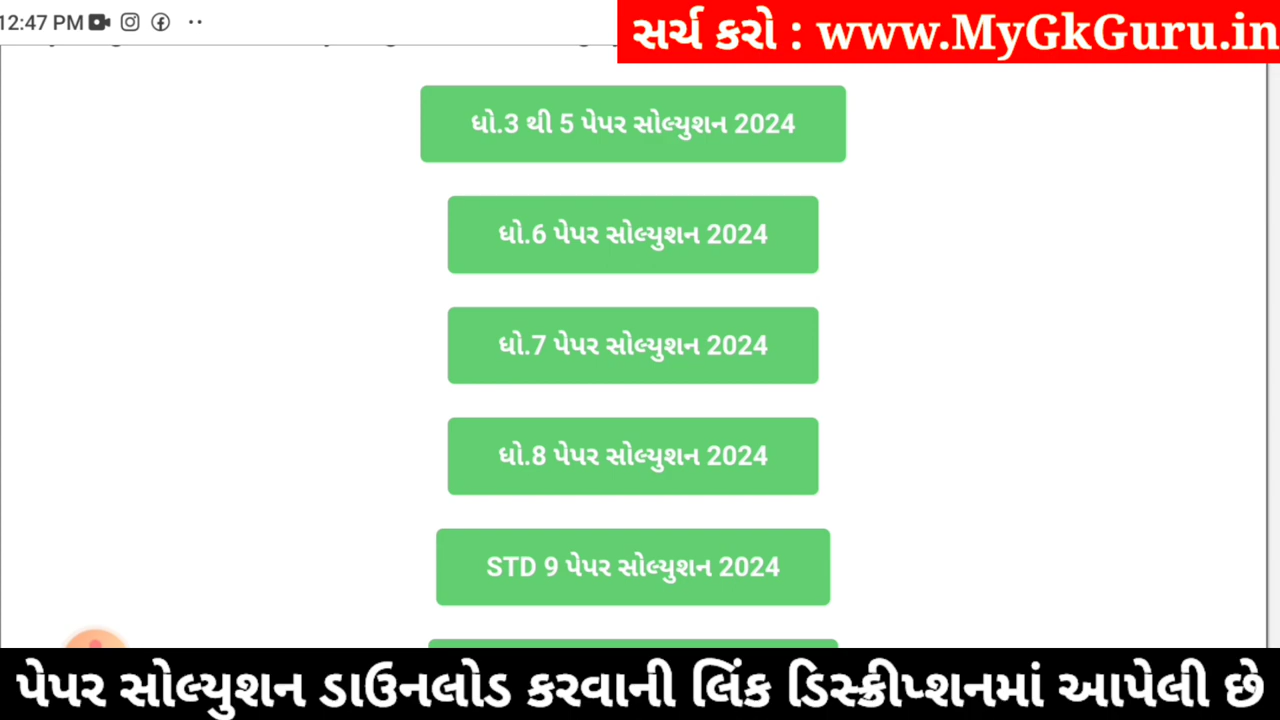 12:47 PM
સર્ચ કરો : www.MyGkGuru.in
ધો.3 થી 5 પેપર સોલ્યુશન 2024
ધો.6 પેપર સોલ્યુશન 2024
ધો.7 પેપર સોલ્યુશન 2024
ધો.8 પેપર સોલ્યુશન 2024
STD 9 પેપર સોલ્યુશન 2024
પેપર સોલ્યુશન ડાઉનલોડ કરવાની લિંક ડિસ્ક્રીપ્શનમાં આપેલી છે